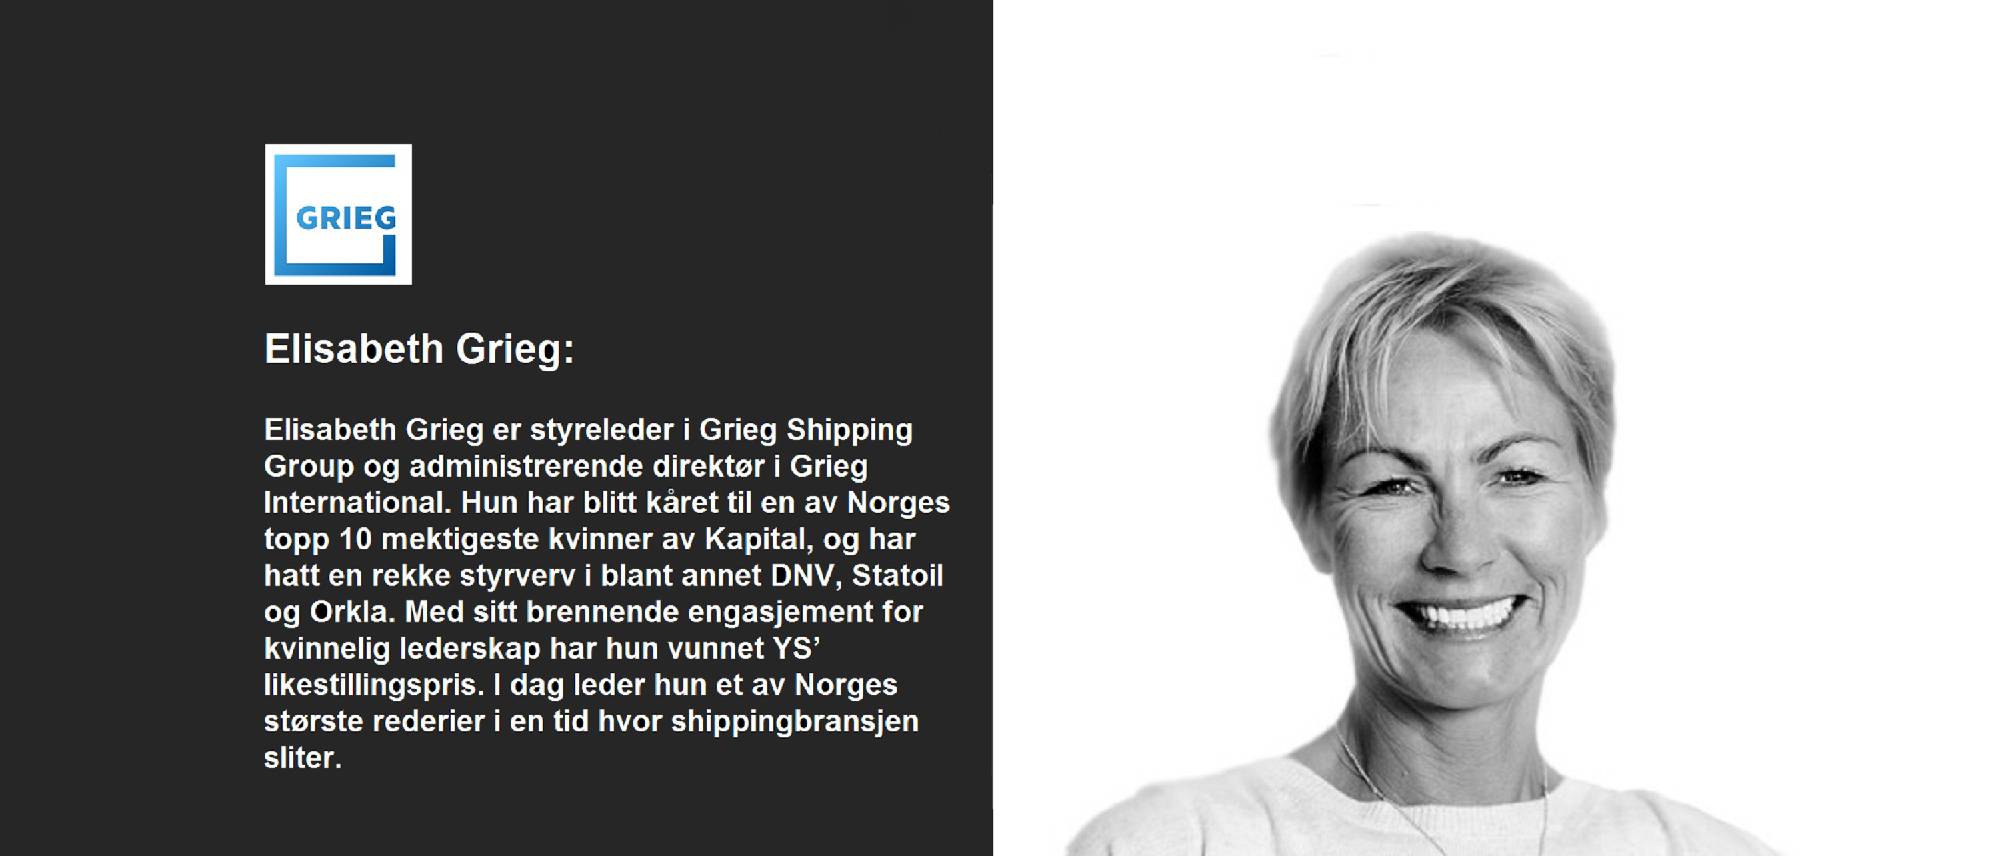 GRIEG
Elisabeth Grieg:
Elisabeth Grieg er styreleder i Grieg Shipping
Group og administrerende direktør i Grieg
International. Hun har blitt kåret til en av Norges
topp 10 mektigeste kvinner av Kapital, og har
hatt en rekke styrverv i blant annet DNV, Statoil
og Orkla. Med sitt brennende engasjement for
kvinnelig lederskap har hun vunnet YS’
likestillingspris. I dag leder hun et av Norges
største rederier i en tid hvor shippingbransjen
sliter.